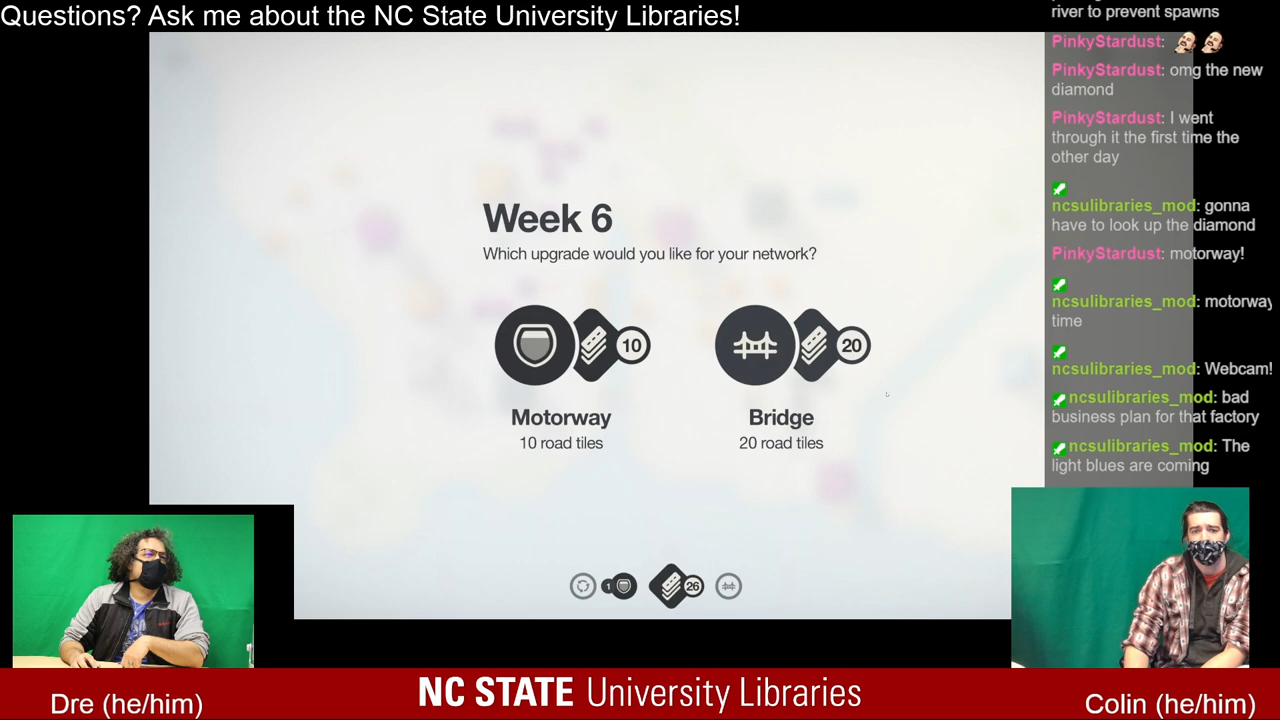 Questions? Ask me about the NC State University Libraries!
river to prevent spawns
PinkyStardust:
PinkyStardust: omg the new
diamond
PinkyStardust: I went
through it the first time the
other day
ncsulibraries_mod: gonna
have to look up the diamond
PinkyStardust: motorway!
ncsulibraries_mod: motorway
time
ncsulibraries_mod: Webcam!
ncsulibraries_mod: bad
business plan for that factory
ncsulibraries_mod: The
light blues are coming
Week 6
Which upgrade would you like for your network?
10
20
Motorway
Bridge
10 road tiles
20 road tiles
1
26
Dre (he/him)
NC STATE University Libraries
Colin (he/him)